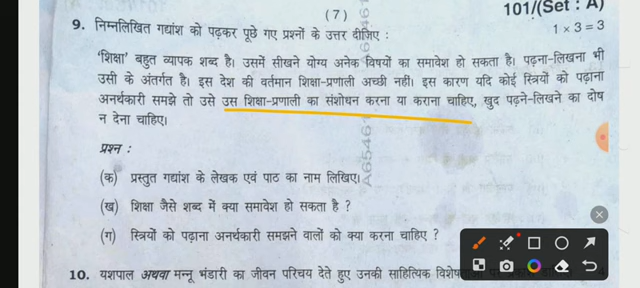 (7)
101/(Set : A)
9. निम्नलिखित गद्यांश को पढ़कर पूछे गए प्रश्नों के उत्तर दीजिए :
1 × 3 = 3
'शिक्षा' बहुत व्यापक शब्द है। उसमें सीखने योग्य अनेक विषयों का समावेश हो सकता है। पढ़ना-लिखना भी
उसी के अंतर्गत है। इस देश की वर्तमान शिक्षा-प्रणाली अच्छी नहीं। इस कारण यदि कोई स्त्रियों को पढ़ाना
अनर्थकारी समझे तो उसे उस शिक्षा-प्रणाली का संशोधन करना या कराना चाहिए, खुद पढ़ने-लिखने का दोष
न देना चाहिए।
प्रश्न :
(क) प्रस्तुत गद्यांश के लेखक एवं पाठ का नाम लिखिए।
(ख) शिक्षा जैसे शब्द में क्या समावेश हो सकता है ?
(ग) स्त्रियों को पढ़ाना अनर्थकारी समझने वालों को क्या करना चाहिए ?
10. यशपाल अथवा मन्नू भंडारी का जीवन परिचय देते हुए उनकी साहित्यिक